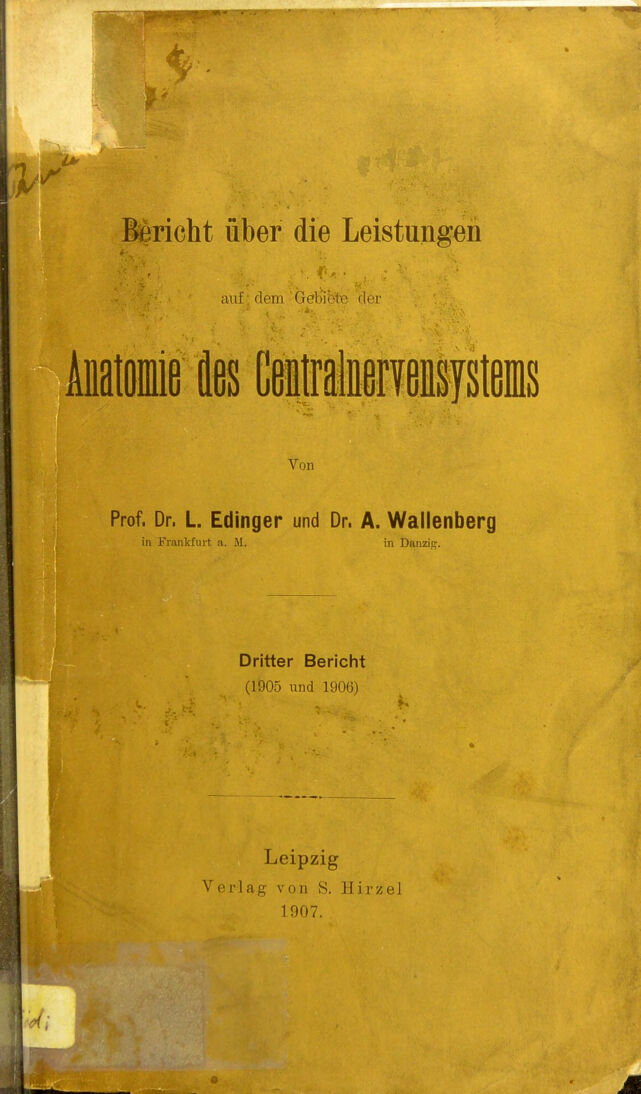 Bericht über die Leistungen
auf dem Gebiete der
Anatomie des Centralnervensystems
Von
Prof. Dr. L. Edinger und Dr. A. Wallenberg
in Frankfurt a. M. in Danzig.
Dritter Bericht
(1905 und 1906)
Leipzig
Verlag von S. Hirzel
1907.